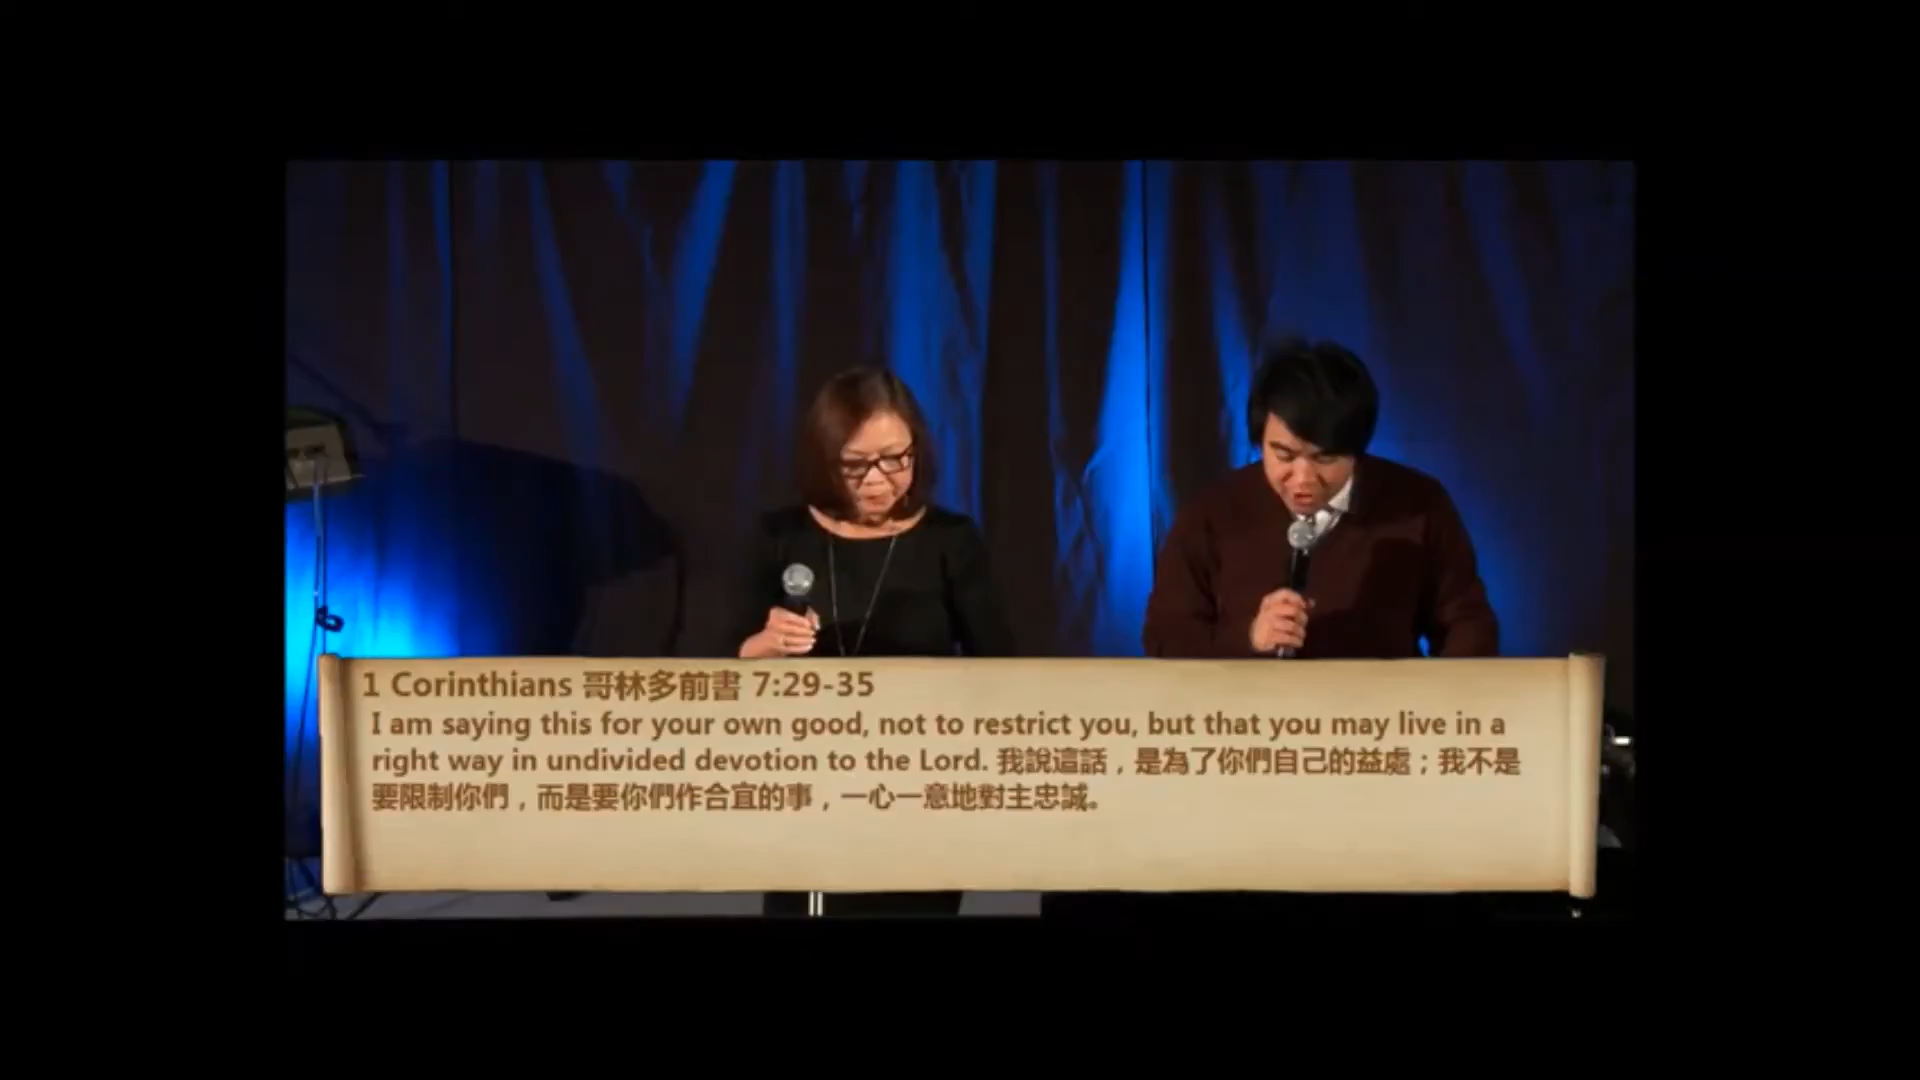 1 Corinthians 哥林多前書 7:29-35
I am saying this for your own good, not to restrict you, but that you may live in a
right way in undivided devotion to the Lord. 我說這話，是為了你們自己的益處；我不是
要限制你們，而是要你們作合宜的事，一心一意地對主忠誠。